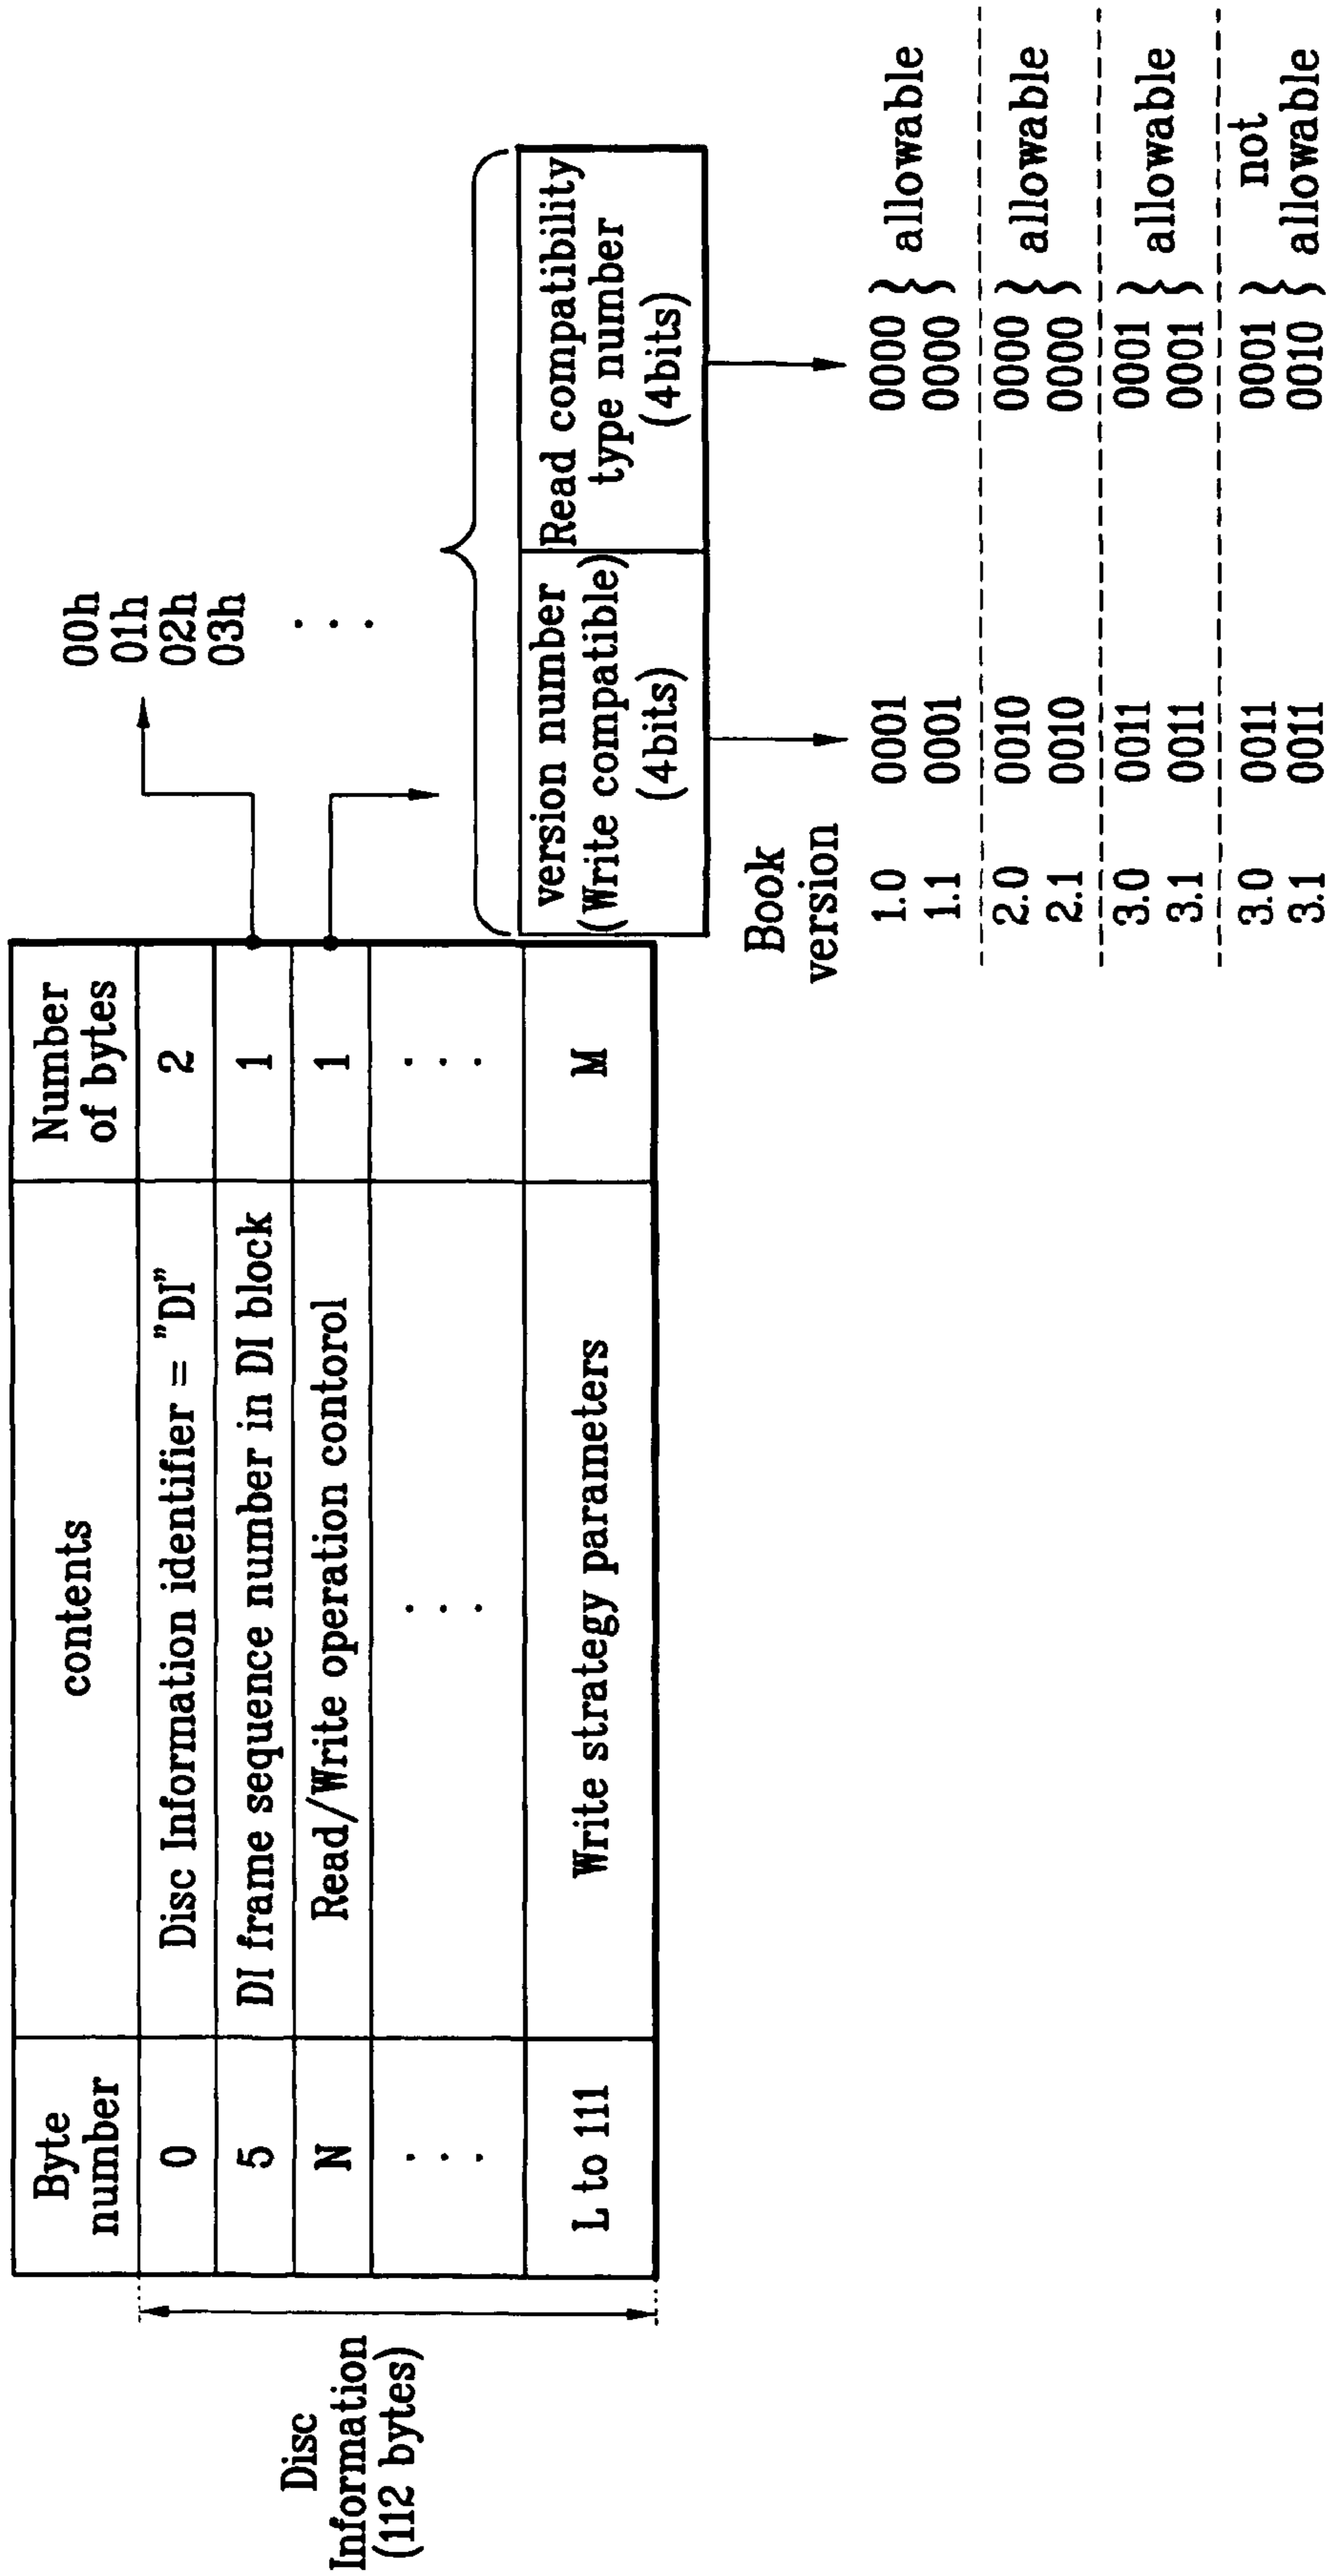 Byte number
contents
Number of bytes
0
Disc Information identifier = "DI"
2
5
DI frame sequence number in DI block
1
N
Read/Write operation contorol
1
. . .
. . .
. . .
L to 111
Write strategy parameters
M
Disc
Information
(112 bytes)
00h
01h
02h
03h
. . .
version number
(Write compatible)
(4bits)
Read compatibility
type number
(4bits)
Book
version
1.0 0001 0000 } allowable
1.1 0001 0000
2.0 0010 0000 } allowable
2.1 0010 0000
3.0 0011 0001 } allowable
3.1 0011 0001
3.0 0011 0001 } not
3.1 0011 0010 allowable